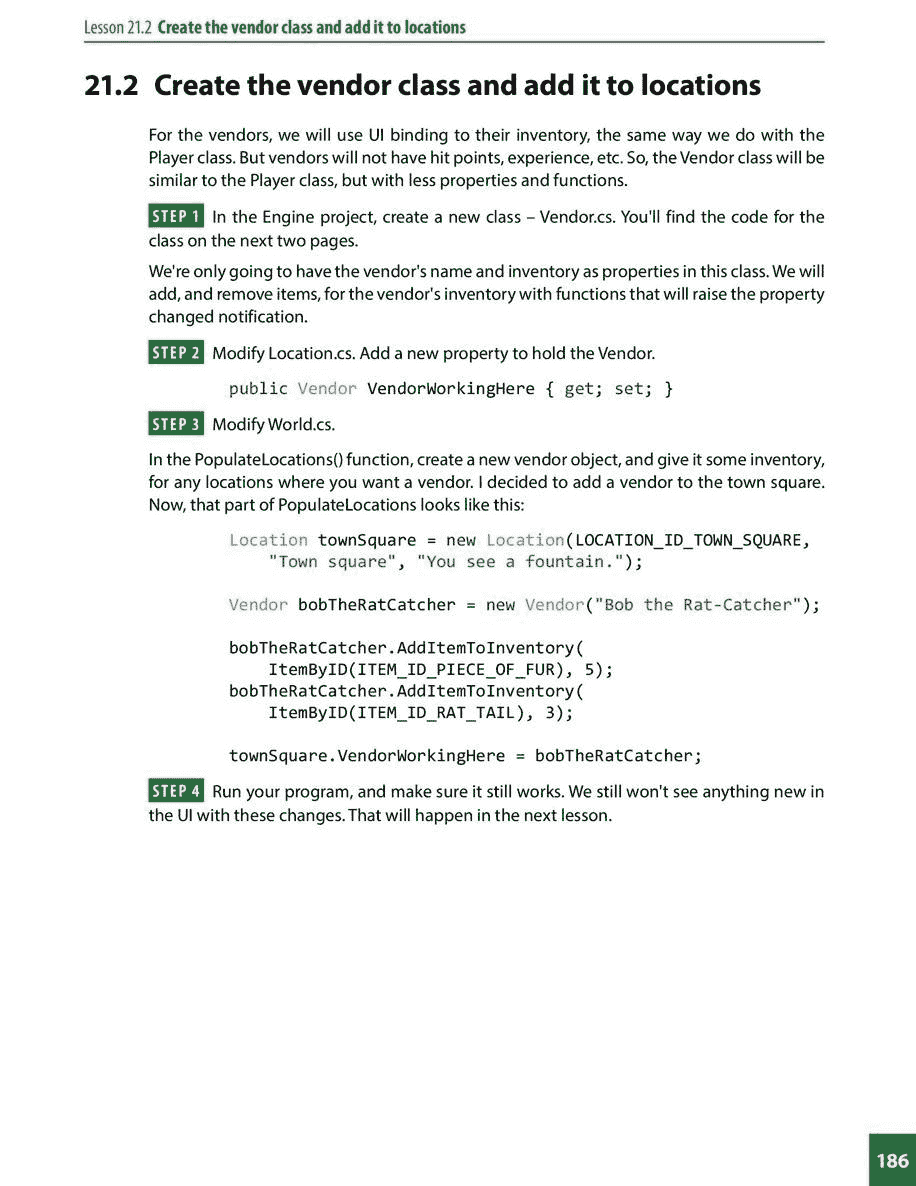 Lesson 21.2 Create the vendor class and add it to locations
21.2 Create the vendor class and add it to locations
For the vendors, we will use UI binding to their inventory, the same way we do with the
Player class. But vendors will not have hit points, experience, etc. So, the Vendor class will be
similar to the Player class, but with less properties and functions.
STEP 1 In the Engine project, create a new class – Vendor.cs. You'll find the code for the
class on the next two pages.
We're only going to have the vendor's name and inventory as properties in this class. We will
add, and remove items, for the vendor's inventory with functions that will raise the property
changed notification.
STEP 2 Modify Location.cs. Add a new property to hold the Vendor.
public Vendor VendorWorkingHere { get; set; }
STEP 3 Modify World.cs.
In the PopulateLocations() function, create a new vendor object, and give it some inventory,
for any locations where you want a vendor. I decided to add a vendor to the town square.
Now, that part of PopulateLocations looks like this:
Location townSquare = new Location(LOCATION_ID_TOWN_SQUARE,
"Town square", "You see a fountain.");
Vendor bobTheRatCatcher = new Vendor("Bob the Rat-Catcher");
bobTheRatCatcher.AddItemToInventory(
ItemByID(ITEM_ID_PIECE_OF_FUR), 5);
bobTheRatCatcher.AddItemToInventory(
ItemByID(ITEM_ID_RAT_TAIL), 3);
townSquare.VendorWorkingHere = bobTheRatCatcher;
STEP 4 Run your program, and make sure it still works. We still won't see anything new in
the UI with these changes. That will happen in the next lesson.
186